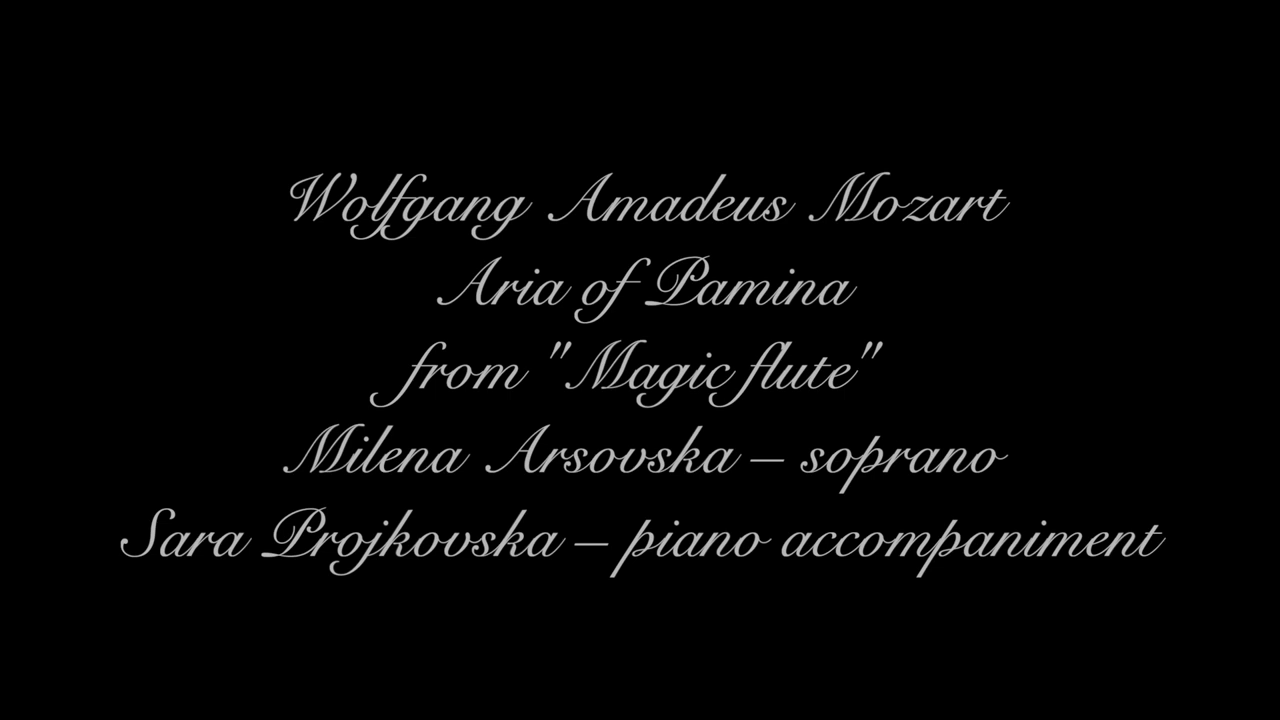 Wolfgang Amadeus Mozart
Aria of Pamina
from "Magic flute"
Milena Arsovska – soprano
Sara Projkovska – piano accompaniment